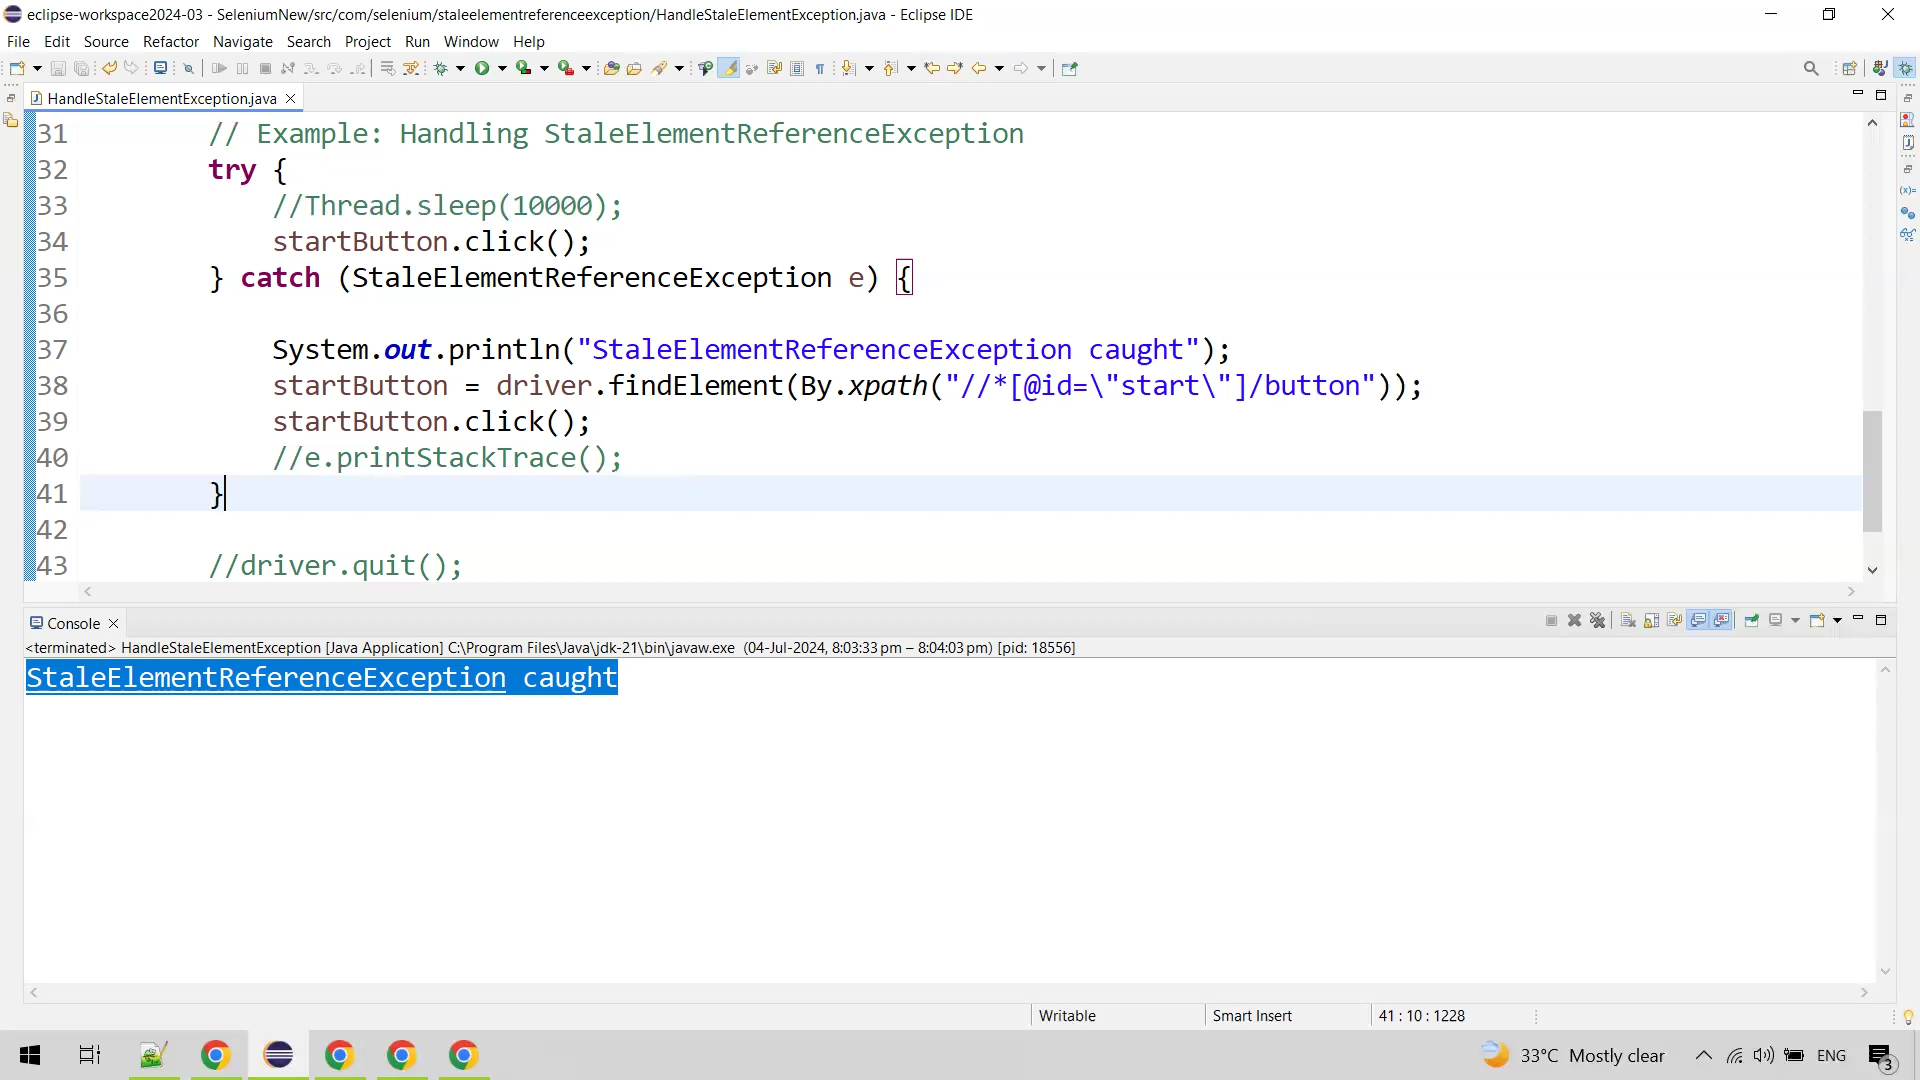 eclipse-workspace2024-03 - SeleniumNew/src/com/selenium/staleelementreferenceexception/HandleStaleElementException.java - Eclipse IDE
File Edit Source Refactor Navigate Search Project Run Window Help
HandleStaleElementException.java
31 // Example: Handling StaleElementReferenceException
32 try {
33 //Thread.sleep(10000);
34 startButton.click();
35 } catch (StaleElementReferenceException e) {
36
37 System.out.println("StaleElementReferenceException caught");
38 startButton = driver.findElement(By.xpath("//*[@id=\"start\"]/button"));
39 startButton.click();
40 //e.printStackTrace();
41 }
42
43 //driver.quit();
Console
<terminated> HandleStaleElementException [Java Application] C:\Program Files\Java\jdk-21\bin\javaw.exe (04-Jul-2024, 8:03:33 pm – 8:04:03 pm) [pid: 18556]
StaleElementReferenceException caught
Writable Smart Insert 41 : 10 : 1228
33°C Mostly clear ENG 3